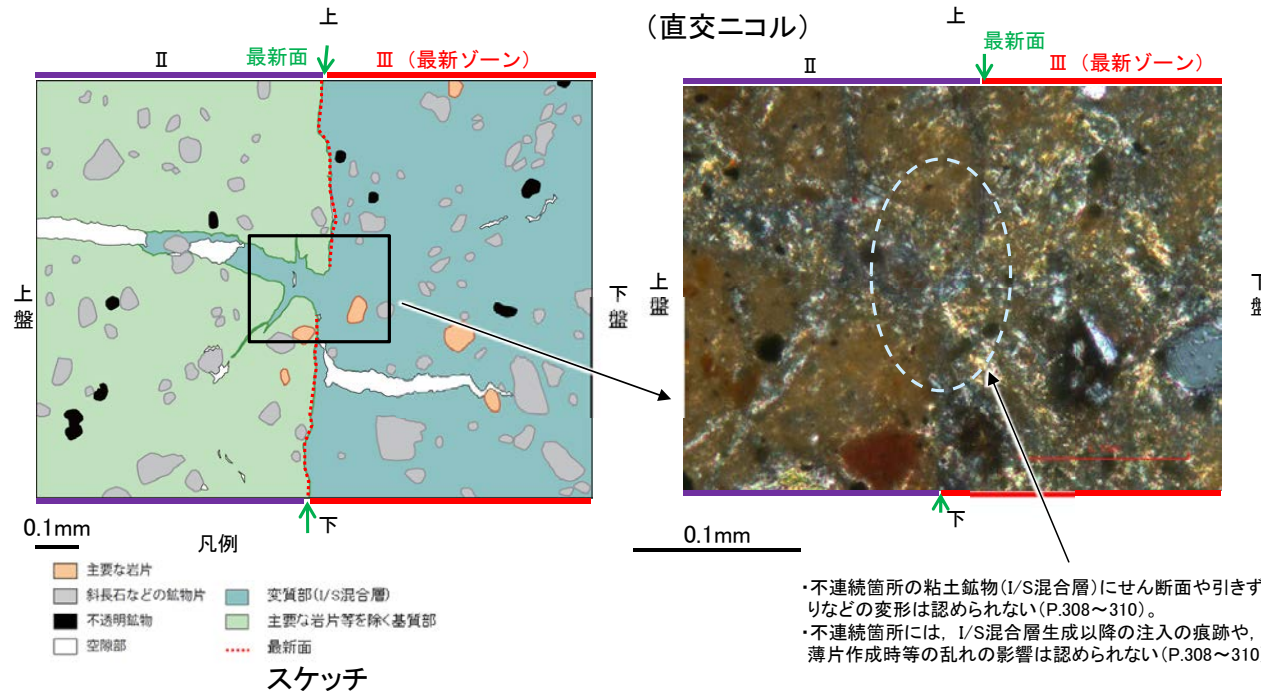 上
Ⅱ
最新面
Ⅲ（最新ゾーン）
上盤
下盤
下
0.1mm
凡例
主要な岩片
斜長石などの鉱物片
不透明鉱物
空隙部
変質部(I/S混合層)
主要な岩片等を除く基質部
最新面
スケッチ
（直交ニコル）
上
最新面
Ⅱ
Ⅲ（最新ゾーン）
上盤
下盤
下
0.1mm
・不連続箇所の粘土鉱物(I/S混合層)にせん断面や引きず
りなどの変形は認められない(P.308～310)。
・不連続箇所には，I/S混合層生成以降の注入の痕跡や，
薄片作成時等の乱れの影響は認められない(P.308～310